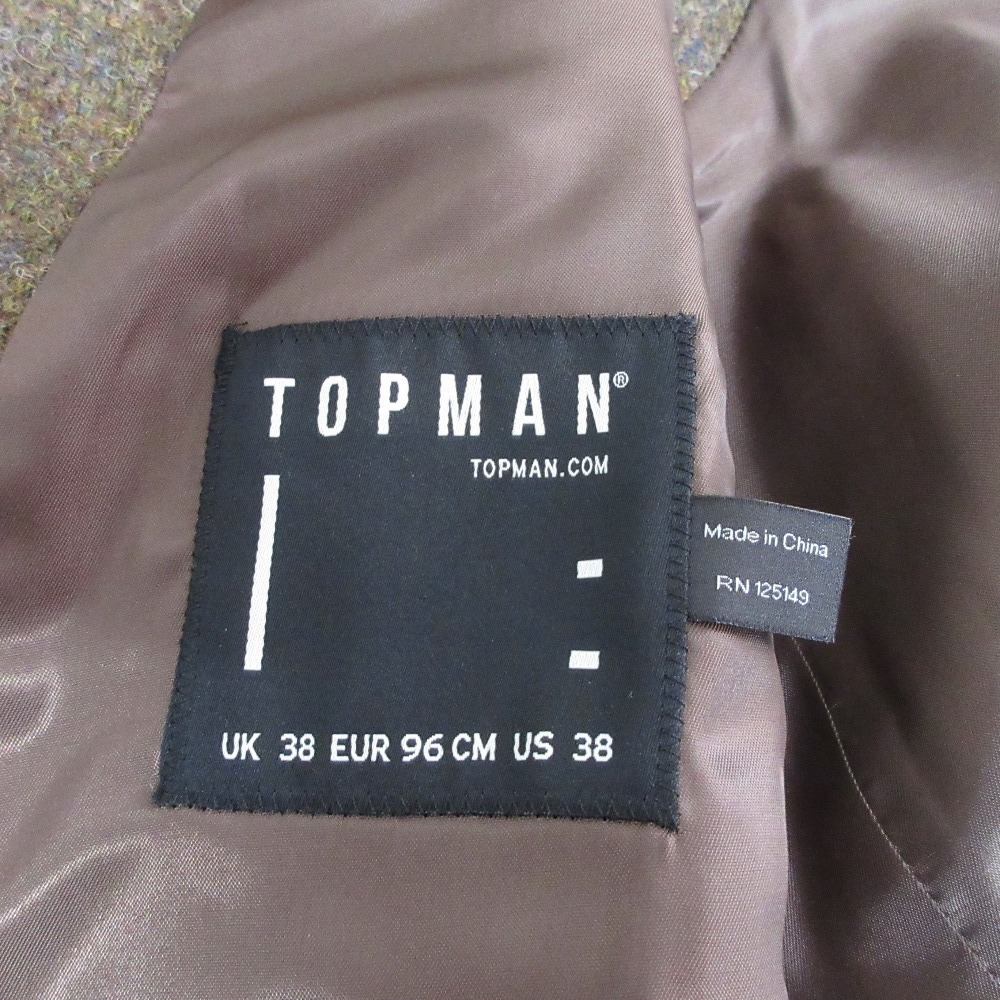 TOPMAN®
TOPMAN.COM
UK 38 EUR 96 CM US 38
Made in China
RN 125149